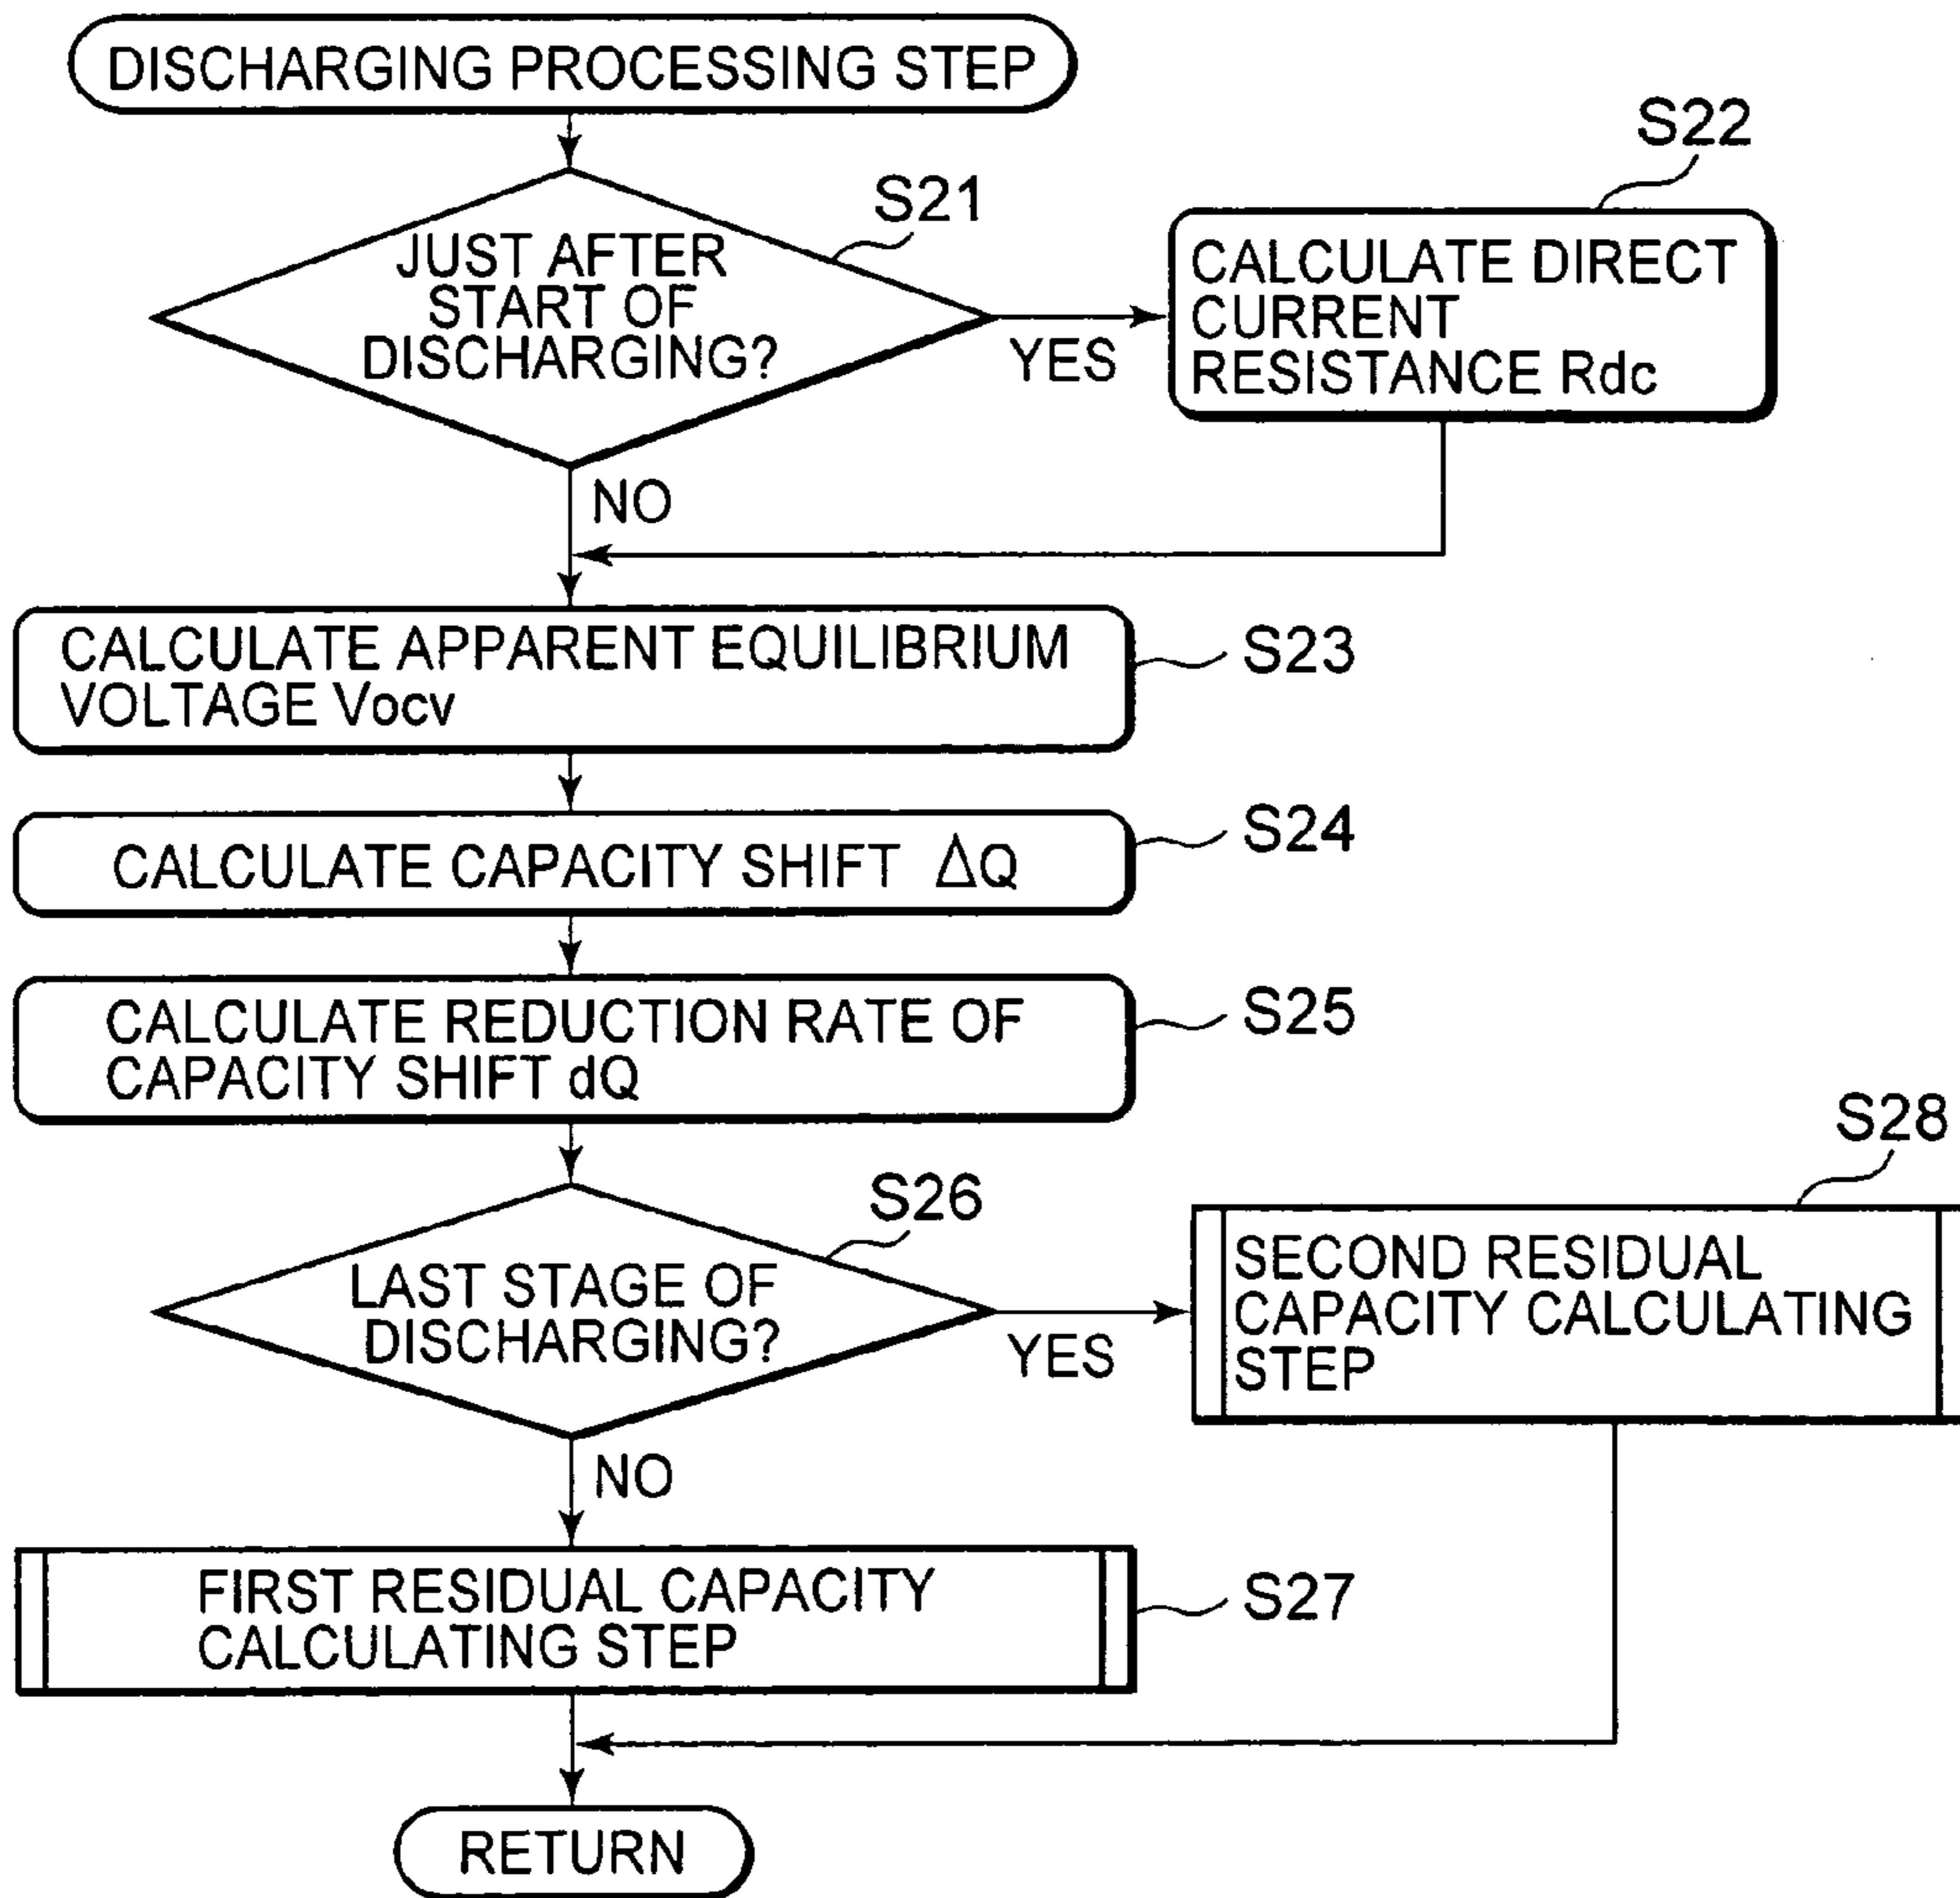 DISCHARGING PROCESSING STEP
S21
JUST AFTER
START OF
DISCHARGING?
YES
S22
CALCULATE DIRECT
CURRENT
RESISTANCE Rdc
NO
CALCULATE APPARENT EQUILIBRIUM
VOLTAGE Vocv
S23
CALCULATE CAPACITY SHIFT ΔQ
S24
CALCULATE REDUCTION RATE OF
CAPACITY SHIFT dQ
S25
S26
LAST STAGE OF
DISCHARGING?
YES
S28
SECOND RESIDUAL
CAPACITY CALCULATING
STEP
NO
FIRST RESIDUAL CAPACITY
CALCULATING STEP
S27
RETURN